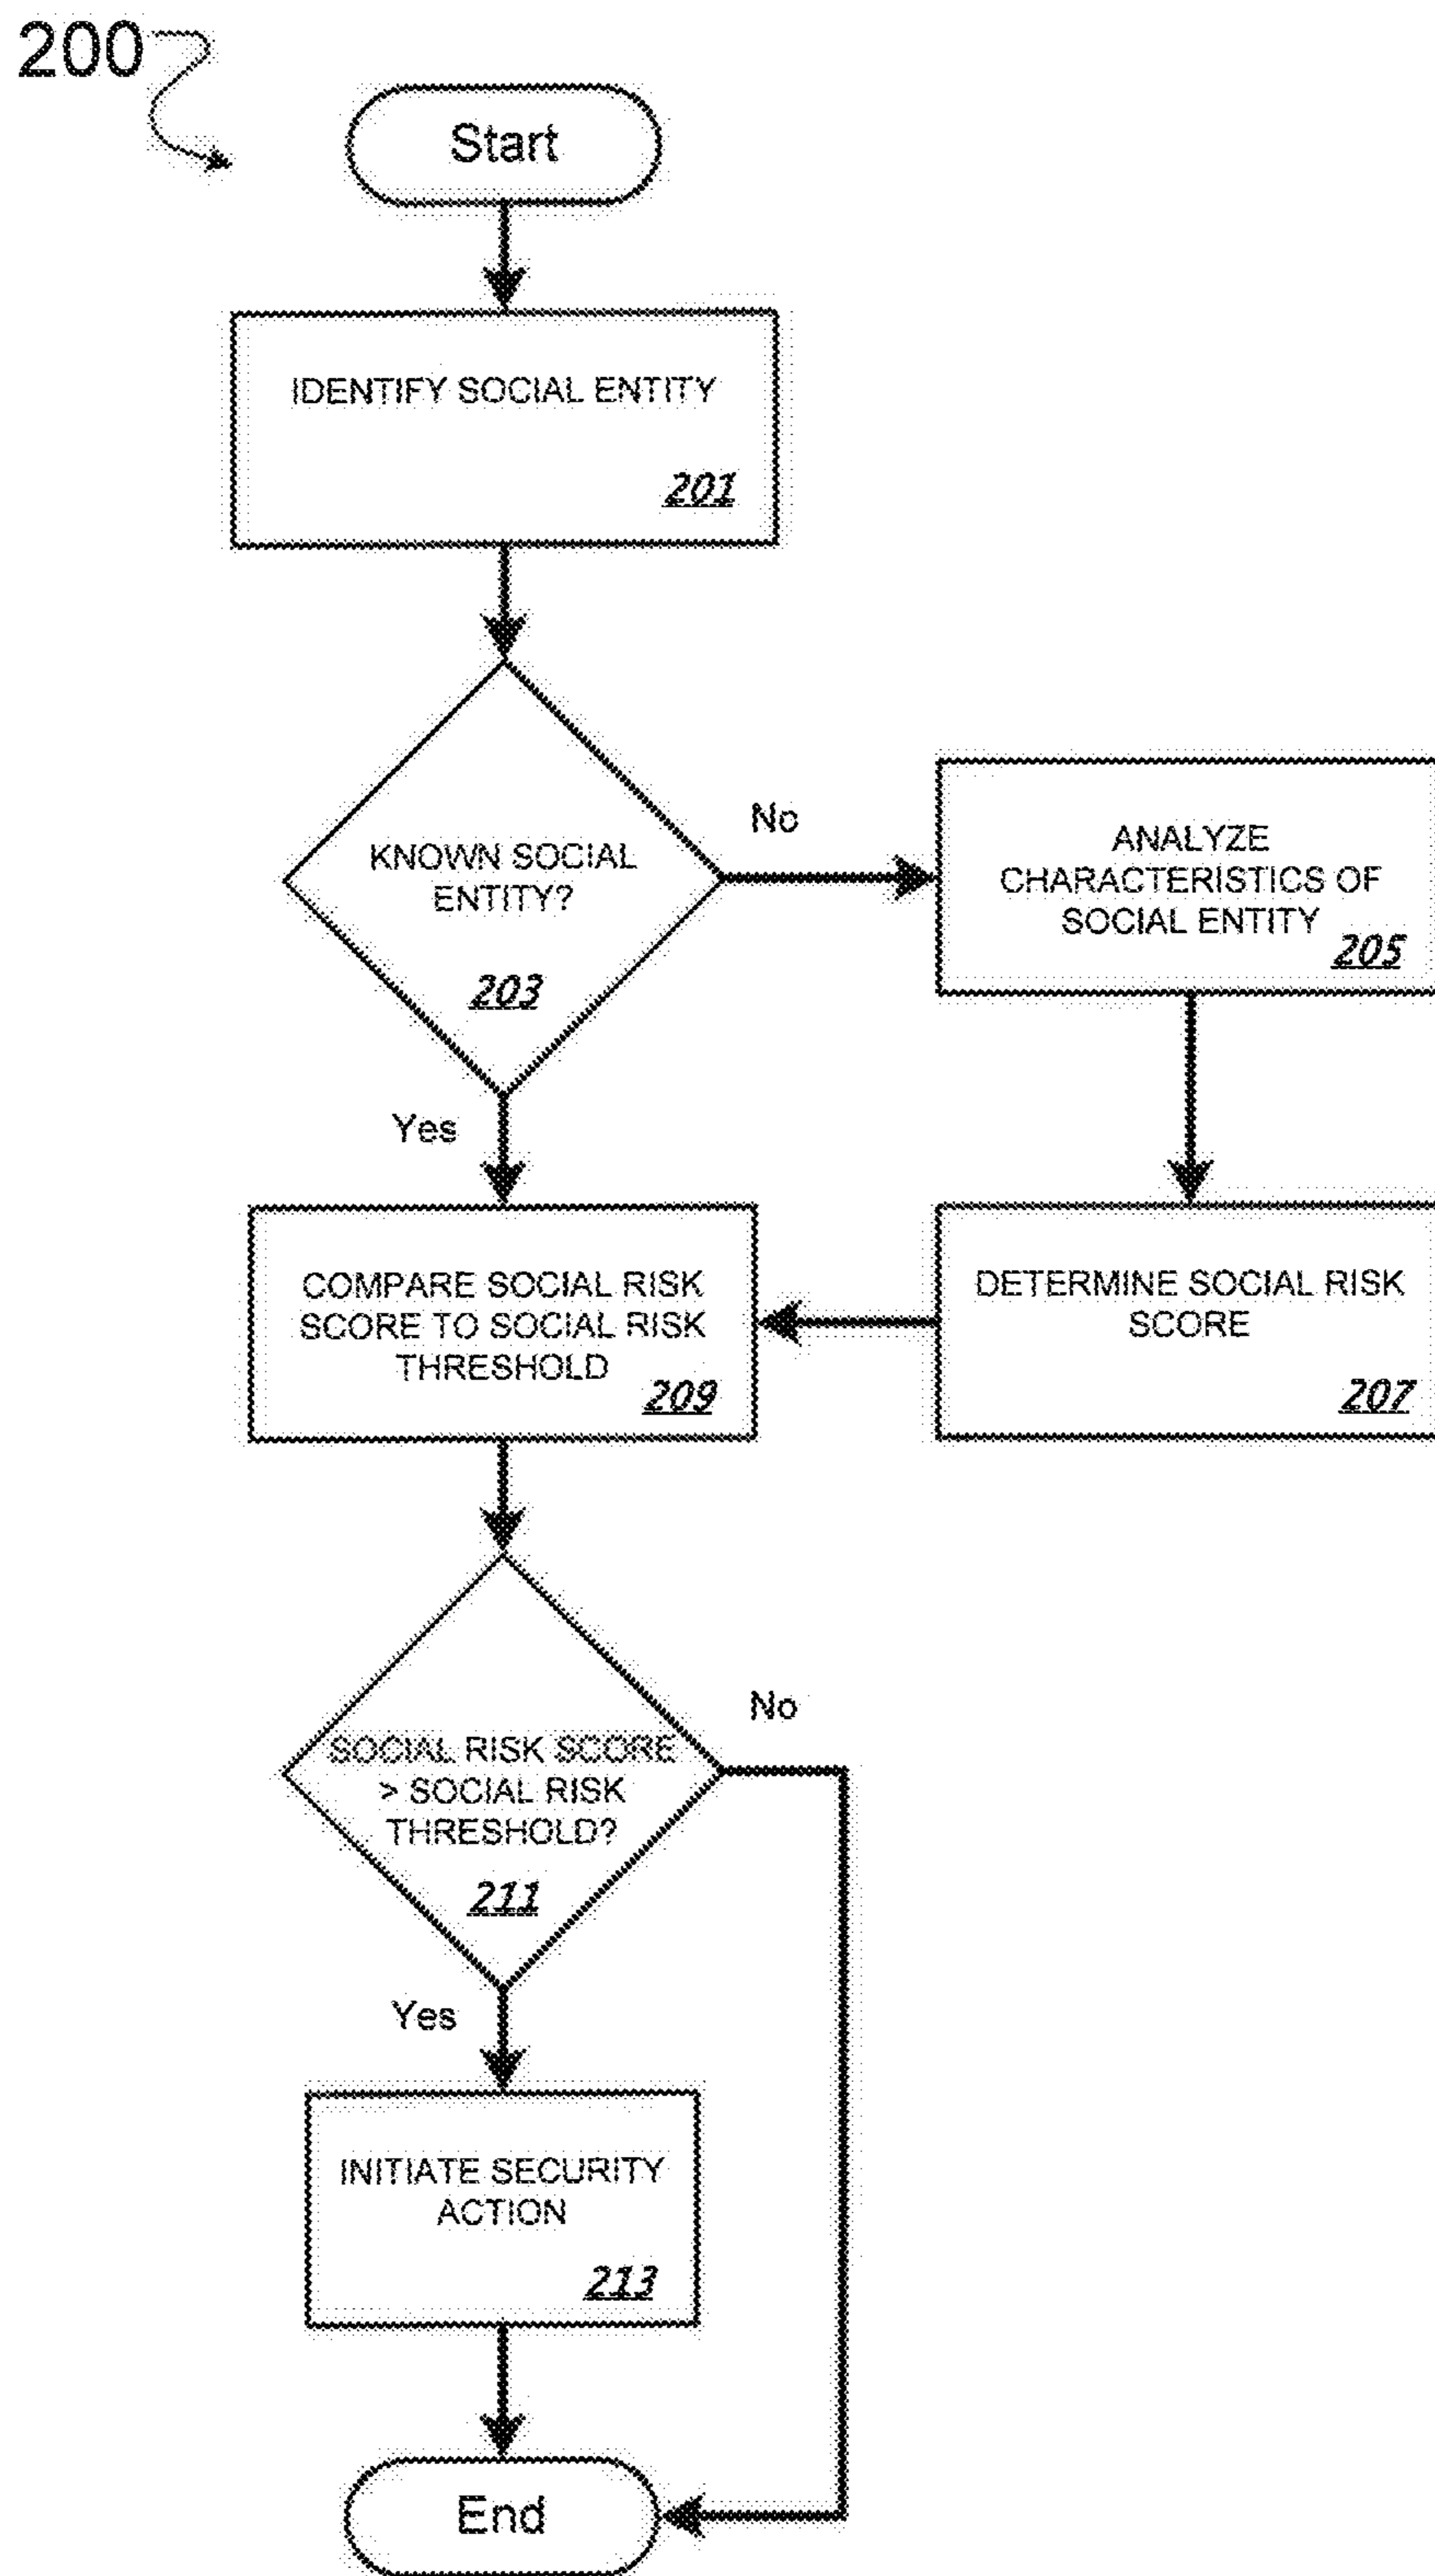 200
Start
IDENTIFY SOCIAL ENTITY
201
KNOWN SOCIAL
ENTITY?
203
No
ANALYZE
CHARACTERISTICS OF
SOCIAL ENTITY
205
Yes
COMPARE SOCIAL RISK
SCORE TO SOCIAL RISK
THRESHOLD
209
DETERMINE SOCIAL RISK
SCORE
207
SOCIAL RISK SCORE
> SOCIAL RISK
THRESHOLD?
211
No
Yes
INITIATE SECURITY
ACTION
213
End